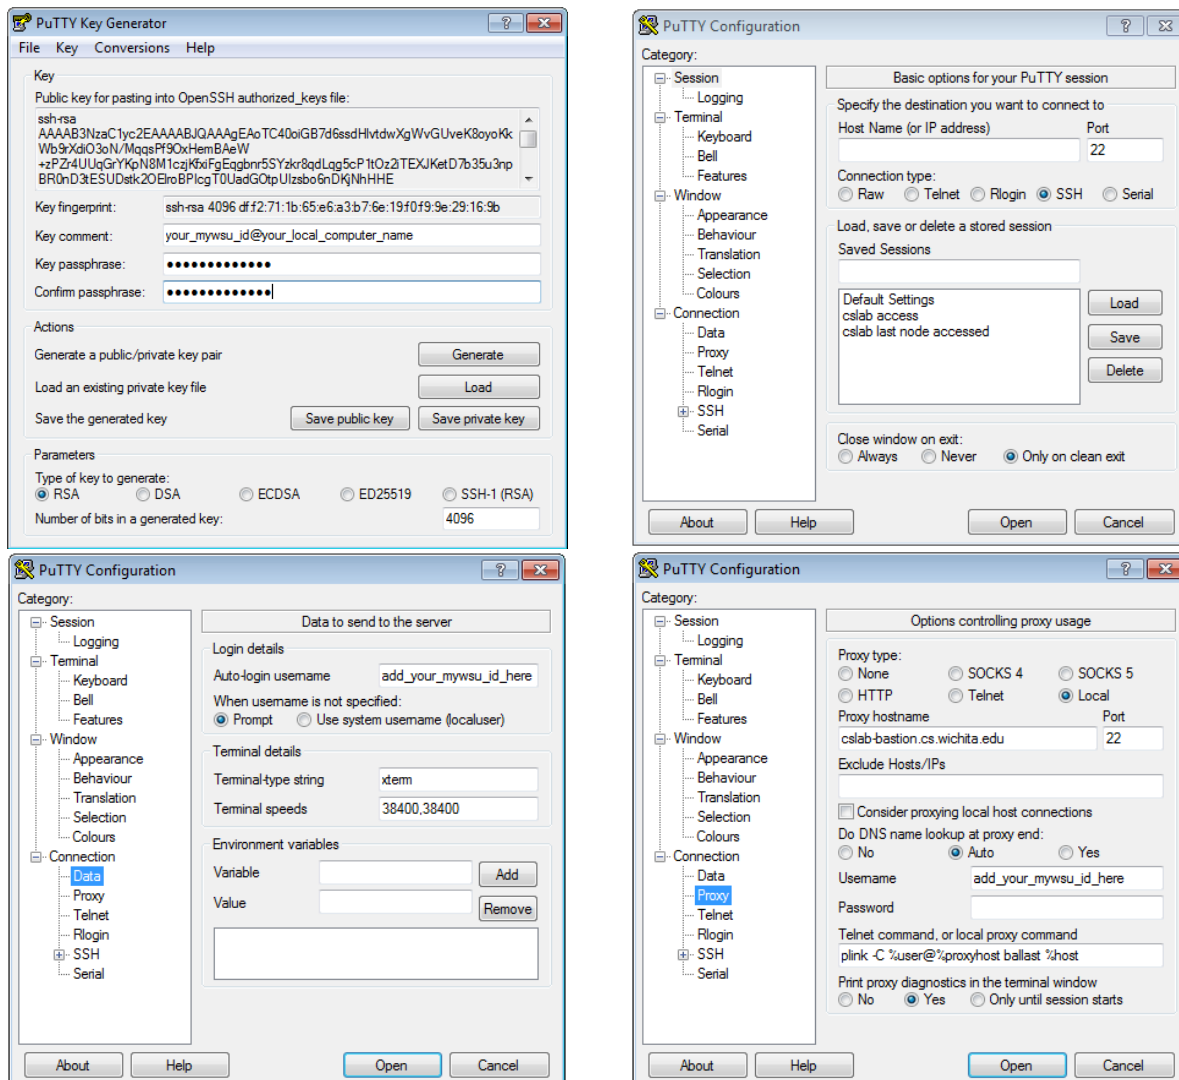 PuTTY Key Generator
File Key Conversions Help
Key
Public key for pasting into OpenSSH authorized_keys file:
ssh-rsa
AAAAB3NzaC1yc2EAAAABJQAAAgEAoTC40oiGB7d6ssdHlvtdwXgWvGUveK8oyoKk
Wb9rXdiO3oN/MqqsPf9OxHemBAeW
+zPZr4UUqGrYKpN8M1czjKfxiFgEqgbnr5SYzkr8qdLqg5cP1tOz2iTEXJKetD7b35u3np
BR0nD3tESUDstk2OElroBPIcgT0UadGOtpUlzsbo6nDKjNhHHE
Key fingerprint: ssh-rsa 4096 df:f2:71:1b:65:e6:a3:b7:6e:19:f0:f9:9e:29:16:9b
Key comment: your_mywsu_id@your_local_computer_name
Key passphrase: •••••••••••••
Confirm passphrase: •••••••••••••
Actions
Generate a public/private key pair Generate
Load an existing private key file Load
Save the generated key Save public key Save private key
Parameters
Type of key to generate:
RSA DSA ECDSA ED25519 SSH-1 (RSA)
Number of bits in a generated key: 4096
PuTTY Configuration
Category:
Session
Logging
Terminal
Keyboard
Bell
Features
Window
Appearance
Behaviour
Translation
Selection
Colours
Connection
Data
Proxy
Telnet
Rlogin
SSH
Serial
Basic options for your PuTTY session
Specify the destination you want to connect to
Host Name (or IP address) Port
22
Connection type:
Raw Telnet Rlogin SSH Serial
Load, save or delete a stored session
Saved Sessions
Default Settings
cslab access
cslab last node accessed
Load
Save
Delete
Close window on exit:
Always Never Only on clean exit
About Help Open Cancel
PuTTY Configuration
Category:
Session
Logging
Terminal
Keyboard
Bell
Features
Window
Appearance
Behaviour
Translation
Selection
Colours
Connection
Data
Proxy
Telnet
Rlogin
SSH
Serial
Data to send to the server
Login details
Auto-login username add_your_mywsu_id_here
When username is not specified:
Prompt Use system username (localuser)
Terminal details
Terminal-type string xterm
Terminal speeds 38400,38400
Environment variables
Variable Add
Value Remove
About Help Open Cancel
PuTTY Configuration
Category:
Session
Logging
Terminal
Keyboard
Bell
Features
Window
Appearance
Behaviour
Translation
Selection
Colours
Connection
Data
Proxy
Telnet
Rlogin
SSH
Serial
Options controlling proxy usage
Proxy type:
None SOCKS 4 SOCKS 5
HTTP Telnet Local
Proxy hostname Port
cslab-bastion.cs.wichita.edu 22
Exclude Hosts/IPs
Consider proxying local host connections
Do DNS name lookup at proxy end:
No Auto Yes
Username add_your_mywsu_id_here
Password
Telnet command, or local proxy command
plink -C %user@%proxyhost ballast %host
Print proxy diagnostics in the terminal window
No Yes Only until session starts
About Help Open Cancel